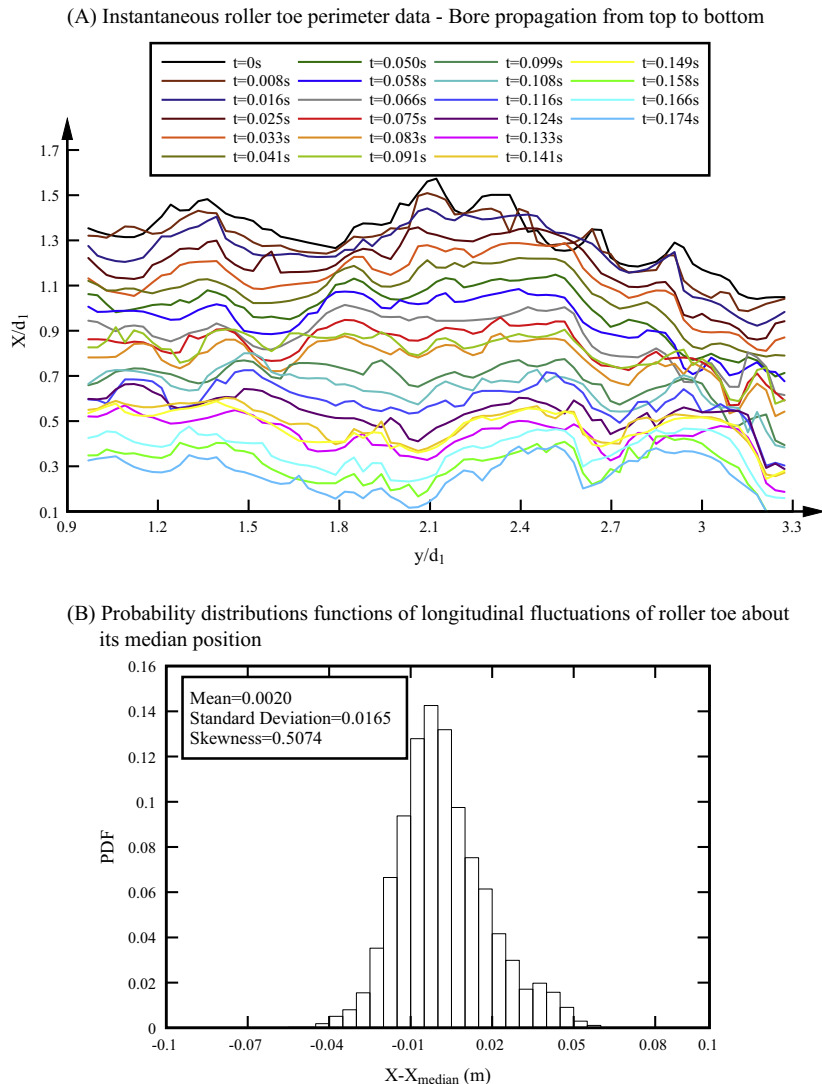 (A) Instantaneous roller toe perimeter data - Bore propagation from top to bottom
t=0s t=0.050s t=0.099s t=0.149s
t=0.008s t=0.058s t=0.108s t=0.158s
t=0.016s t=0.066s t=0.116s t=0.166s
t=0.025s t=0.075s t=0.124s t=0.174s
t=0.033s t=0.083s t=0.133s
t=0.041s t=0.091s t=0.141s
1.7
1.5
1.3
1.1
0.9
0.7
0.5
0.3
0.1
X/d1
0.9 1.2 1.5 1.8 2.1 2.4 2.7 3 3.3
y/d1
(B) Probability distributions functions of longitudinal fluctuations of roller toe about
its median position
0.16
0.14
0.12
0.1
0.08
0.06
0.04
0.02
0
PDF
Mean=0.0020
Standard Deviation=0.0165
Skewness=0.5074
-0.1 -0.07 -0.04 -0.01 0.02 0.05 0.08 0.1
X-Xmedian (m)